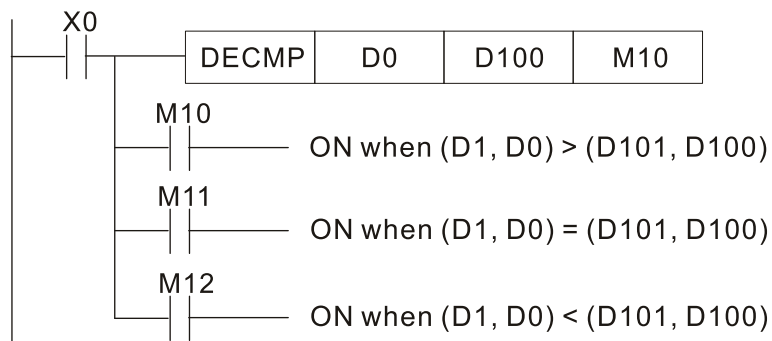 X0
DECMP D0 D100 M10
M10
ON when (D1, D0) > (D101, D100)
M11
ON when (D1, D0) = (D101, D100)
M12
ON when (D1, D0) < (D101, D100)